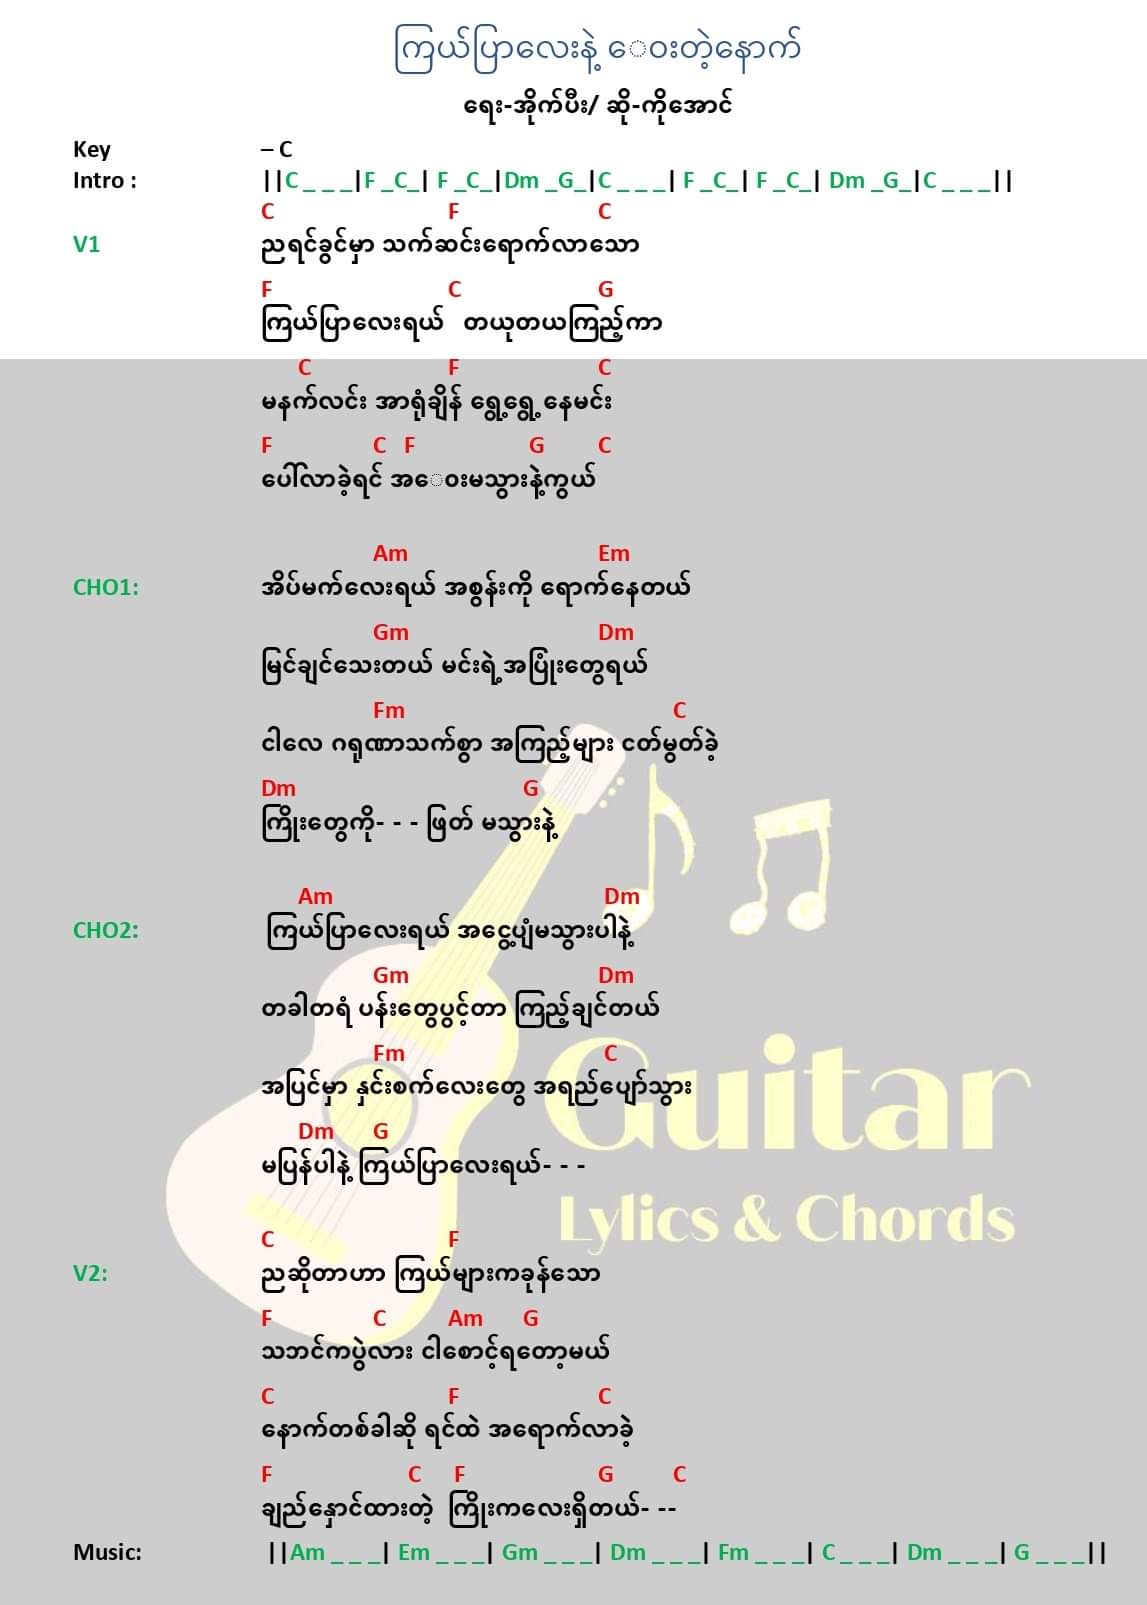 ကြယ်ပြာလေးနဲ့ ေဝးတဲ့နောက်
ရေး-အိုက်ပီး/ ဆို-ကိုအောင်
Key – C
Intro : ||C _ _ _|F _C_| F _C_|Dm _G_|C _ _ _| F _C_| F _C_| Dm _G_|C _ _ _||
C F C
V1 ညရင်ခွင်မှာ သက်ဆင်းရောက်လာသော
F C G
ကြယ်ပြာလေးရယ် တယုတယကြည့်ကာ
C F C
မနက်လင်း အာရုံချိန် ရွေ့ရွေ့နေမင်း
F C F G C
ပေါ်လာခဲ့ရင် အေဝးမသွားနဲ့ကွယ်
Am Em
CHO1: အိပ်မက်လေးရယ် အစွန်းကို ရောက်နေတယ်
Gm Dm
မြင်ချင်သေးတယ် မင်းရဲ့အပြုံးတွေရယ်
Fm C
ငါလေ ဂရုဏာသက်စွာ အကြည့်များ ငတ်မွတ်ခဲ့
Dm G
ကြိုးတွေကို- - - ဖြတ် မသွားနဲ့
Am Dm
CHO2: ကြယ်ပြာလေးရယ် အငွေ့ပျံမသွားပါနဲ့
Gm Dm
တခါတရံ ပန်းတွေပွင့်တာ ကြည့်ချင်တယ်
Fm C
အပြင်မှာ နှင်းစက်လေးတွေ အရည်ပျော်သွား
Dm G
မပြန်ပါနဲ့ ကြယ်ပြာလေးရယ်- - -
Guitar
Lylics & Chords
C F
V2: ညဆိုတာဟာ ကြယ်များကခုန်သော
F C Am G
သဘင်ကပွဲလား ငါစောင့်ရတော့မယ်
C F C
နောက်တစ်ခါဆို ရင်ထဲ အရောက်လာခဲ့
F C F G C
ချည်နှောင်ထားတဲ့ ကြိုးကလေးရှိတယ်- --
Music: ||Am _ _ _| Em _ _ _| Gm _ _ _| Dm _ _ _| Fm _ _ _| C _ _ _| Dm _ _ _| G _ _ _||